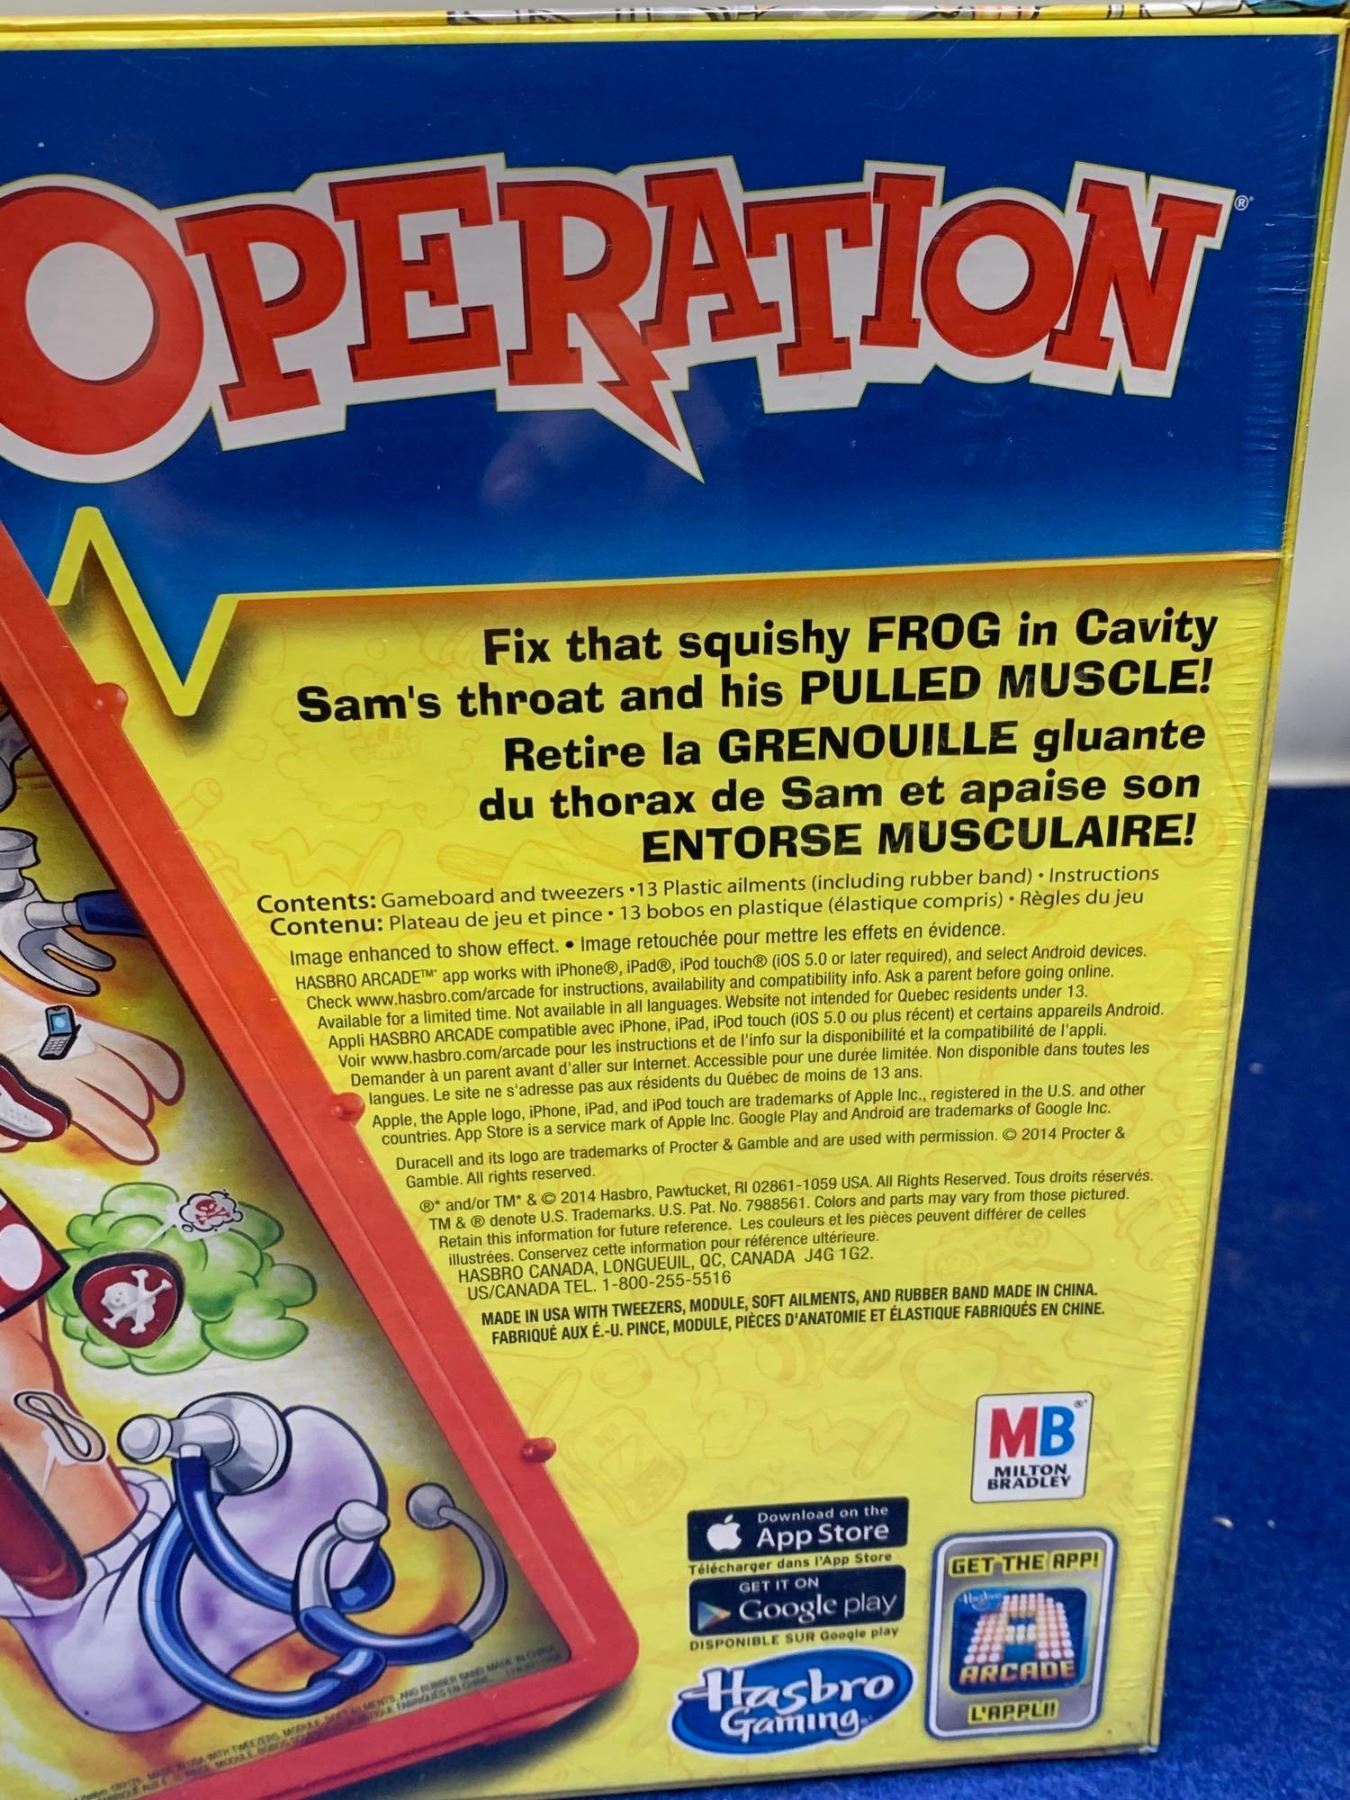 OPERATION®
Fix that squishy FROG in Cavity
Sam's throat and his PULLED MUSCLE!
Retire la GRENOUILLE gluante
du thorax de Sam et apaise son
ENTORSE MUSCULAIRE!
Contents: Gameboard and tweezers •13 Plastic ailments (including rubber band) • Instructions
Contenu: Plateau de jeu et pince • 13 bobos en plastique (élastique compris) • Règles du jeu
Image enhanced to show effect. • Image retouchée pour mettre les effets en évidence.
HASBRO ARCADE™* app works with iPhone®, iPad®, iPod touch® (iOS 5.0 or later required), and select Android devices.
Check www.hasbro.com/arcade for instructions, availability and compatibility info. Ask a parent before going online.
Available for a limited time. Not available in all languages. Website not intended for Quebec residents under 13.
Appli HASBRO ARCADE compatible avec iPhone, iPad, iPod touch (iOS 5.0 ou plus récent) et certains appareils Android.
Voir www.hasbro.com/arcade pour les instructions et de l'info sur la disponibilité et la compatibilité de l'appli.
Demander à un parent avant d'aller sur Internet. Accessible pour une durée limitée. Non disponible dans toutes les
langues. Le site ne s'adresse pas aux résidents du Québec de moins de 13 ans.
Apple, the Apple logo, iPhone, iPad, and iPod touch are trademarks of Apple Inc., registered in the U.S. and other
countries. App Store is a service mark of Apple Inc. Google Play and Android are trademarks of Google Inc.
Duracell and its logo are trademarks of Procter & Gamble and are used with permission. © 2014 Procter &
Gamble. All rights reserved.
®* and/or TM* & © 2014 Hasbro, Pawtucket, RI 02861-1059 USA. All Rights Reserved. Tous droits réservés.
TM & ® denote U.S. Trademarks. U.S. Pat. No. 7988561. Colors and parts may vary from those pictured.
Retain this information for future reference. Les couleurs et les pièces peuvent différer de celles
illustrées. Conservez cette information pour référence ultérieure.
HASBRO CANADA, LONGUEUIL, QC, CANADA J4G 1G2.
US/CANADA TEL. 1-800-255-5516
MADE IN USA WITH TWEEZERS, MODULE, SOFT AILMENTS, AND RUBBER BAND MADE IN CHINA.
FABRIQUÉ AUX É.-U. PINCE, MODULE, PIÈCES D'ANATOMIE ET ÉLASTIQUE FABRIQUÉS EN CHINE.
MB®
MILTON
BRADLEY
Download on the
App Store
Télécharger dans l'App Store
GET IT ON
Google play
DISPONIBLE SUR Google play
Hasbro
Gaming
GET THE APP!
Hasbro
ARCADE
L'APPLI!